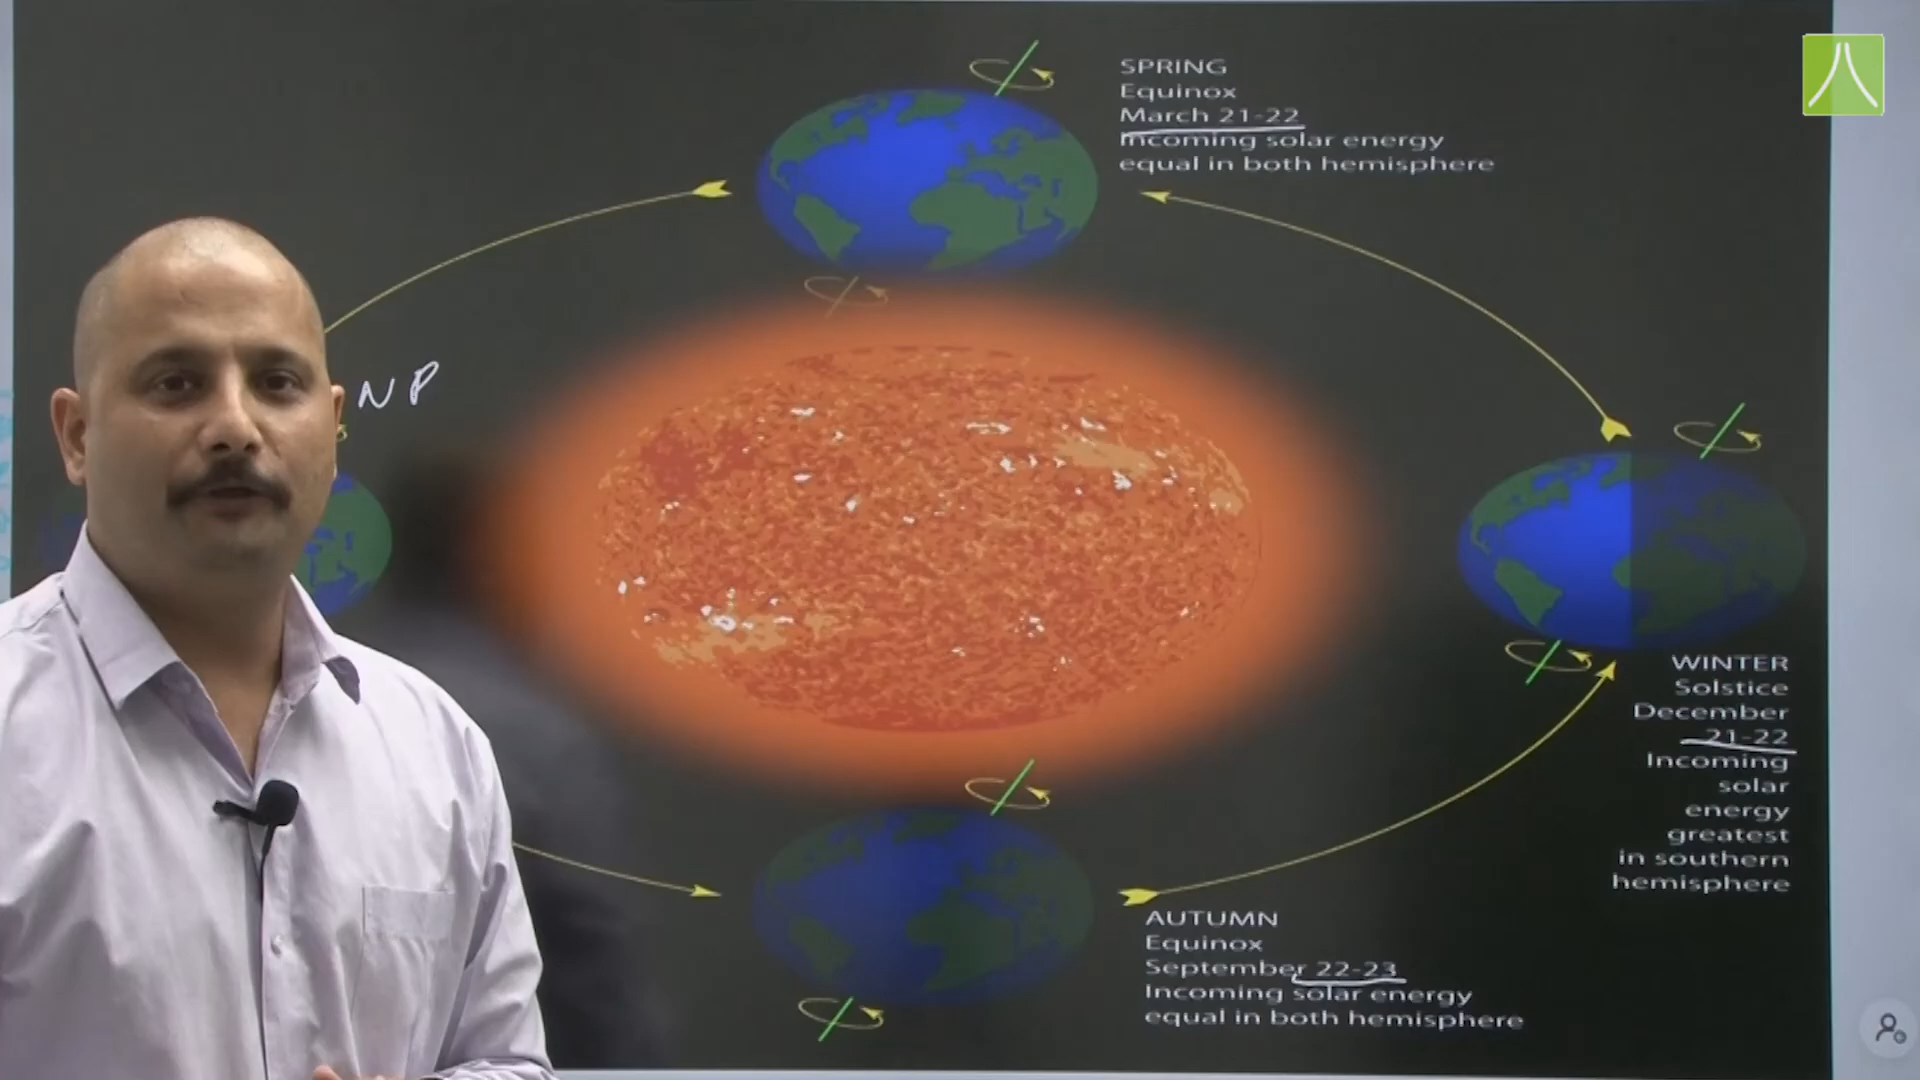 SPRING
Equinox
March 21-22
Incoming solar energy
equal in both hemisphere
NP
WINTER
Solstice
December
21-22
Incoming
solar
energy
greatest
in southern
hemisphere
AUTUMN
Equinox
September 22-23
Incoming solar energy
equal in both hemisphere